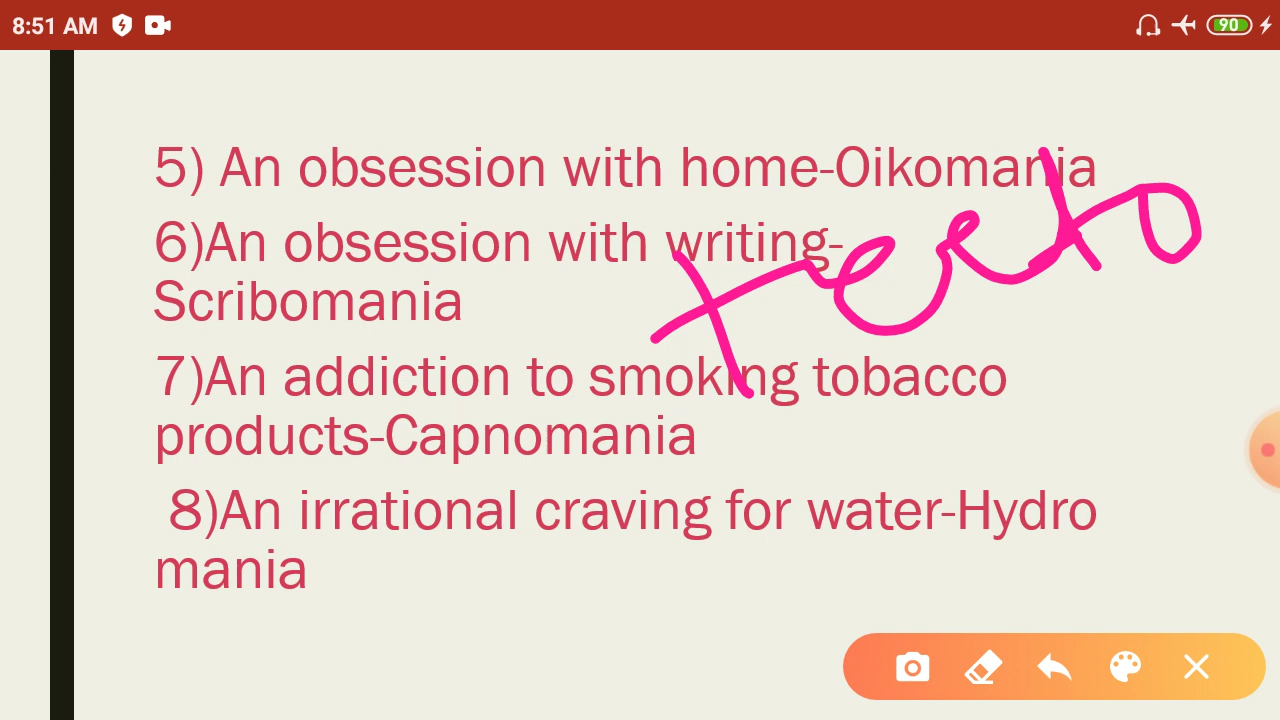 8:51 AM
90
5) An obsession with home-Oikomania
6)An obsession with writing-
Scribomania
7)An addiction to smoking tobacco
products-Capnomania
8)An irrational craving for water-Hydro
mania